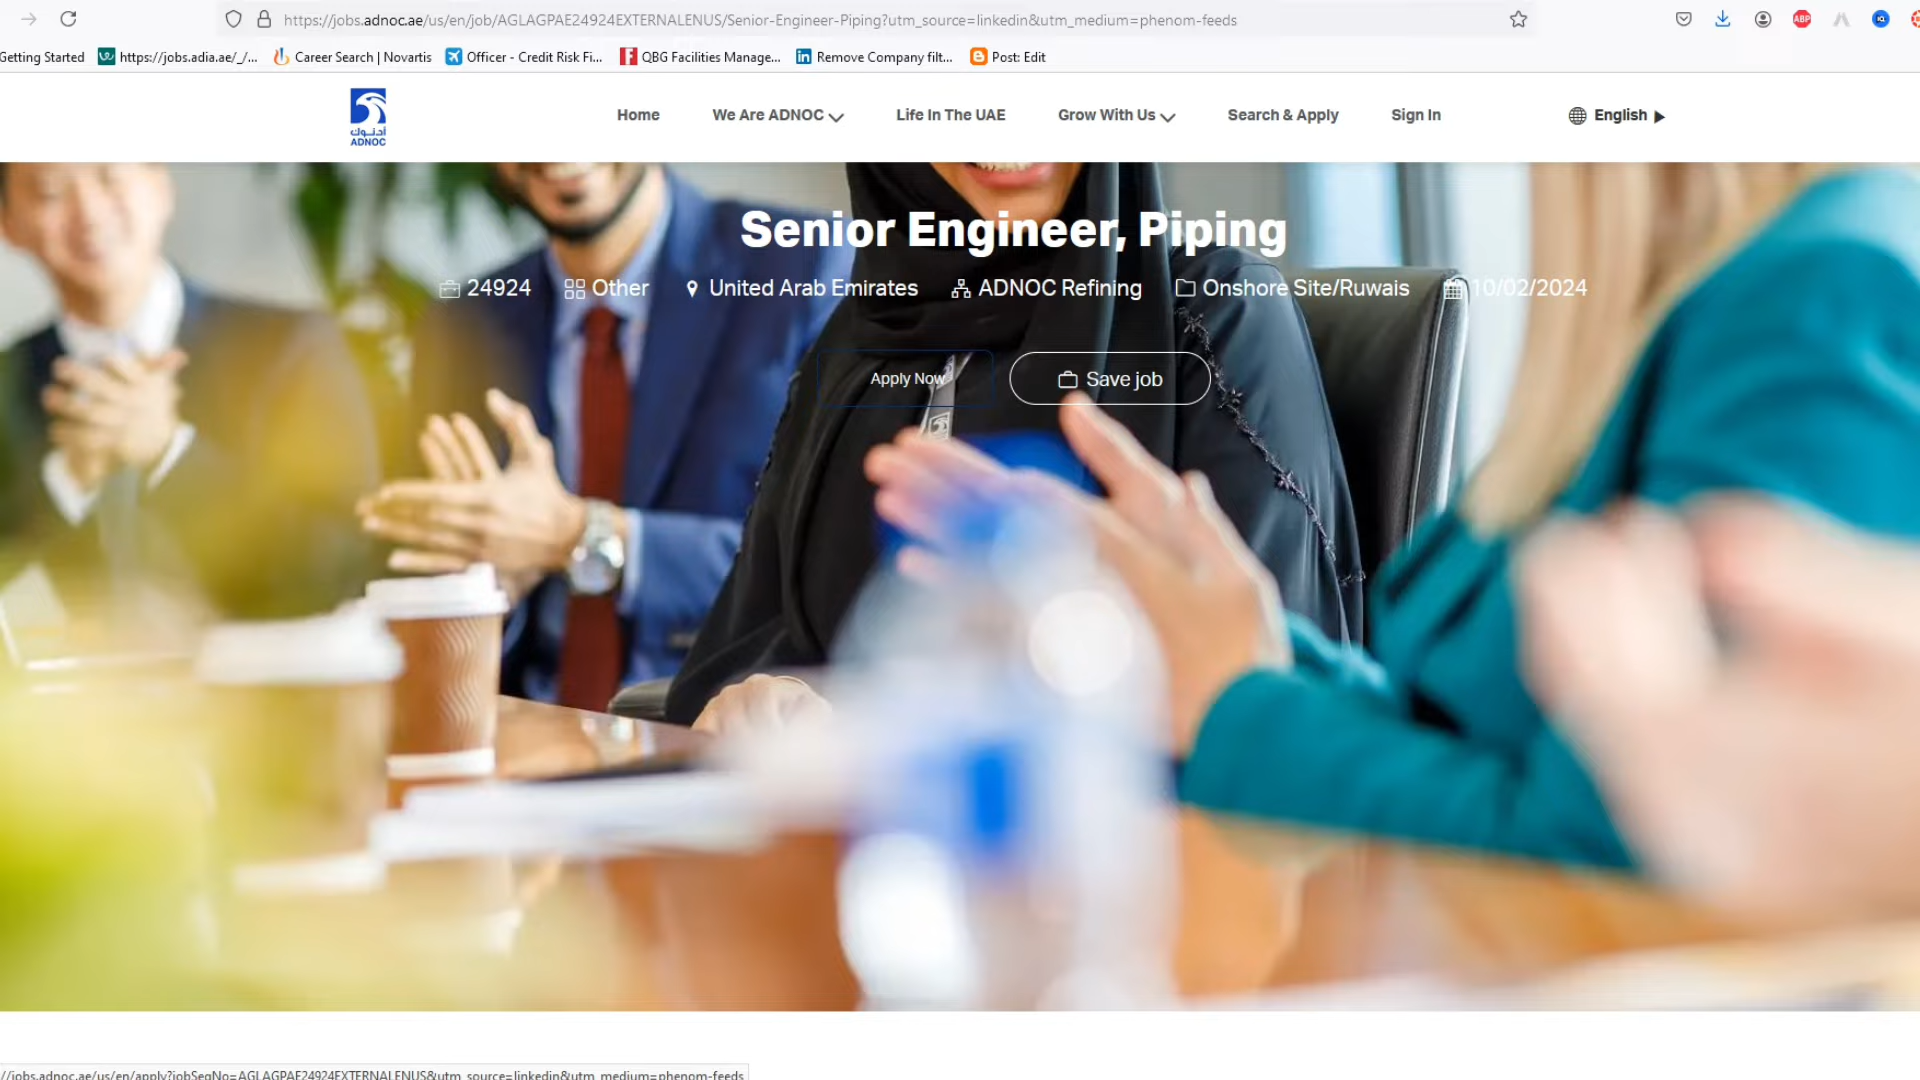 https://jobs.adnoc.ae/us/en/job/AGLAGPAE24924EXTERNALENUS/Senior-Engineer-Piping?utm_source=linkedin&utm_medium=phenom-feeds
ABP
Getting Started https://jobs.adia.ae/_/... Career Search | Novartis Officer - Credit Risk Fi... QBG Facilities Manage... Remove Company filt... Post: Edit
أدنوك
ADNOC
Home We Are ADNOC Life In The UAE Grow With Us Search & Apply Sign In English
Senior Engineer, Piping
24924 Other United Arab Emirates ADNOC Refining Onshore Site/Ruwais 10/02/2024
Apply Now Save job
//jobs.adnoc.ae/us/en/apply?jobSeqNo=AGLAGPAE24924EXTERNALENUS&utm_source=linkedin&utm_medium=phenom-feeds